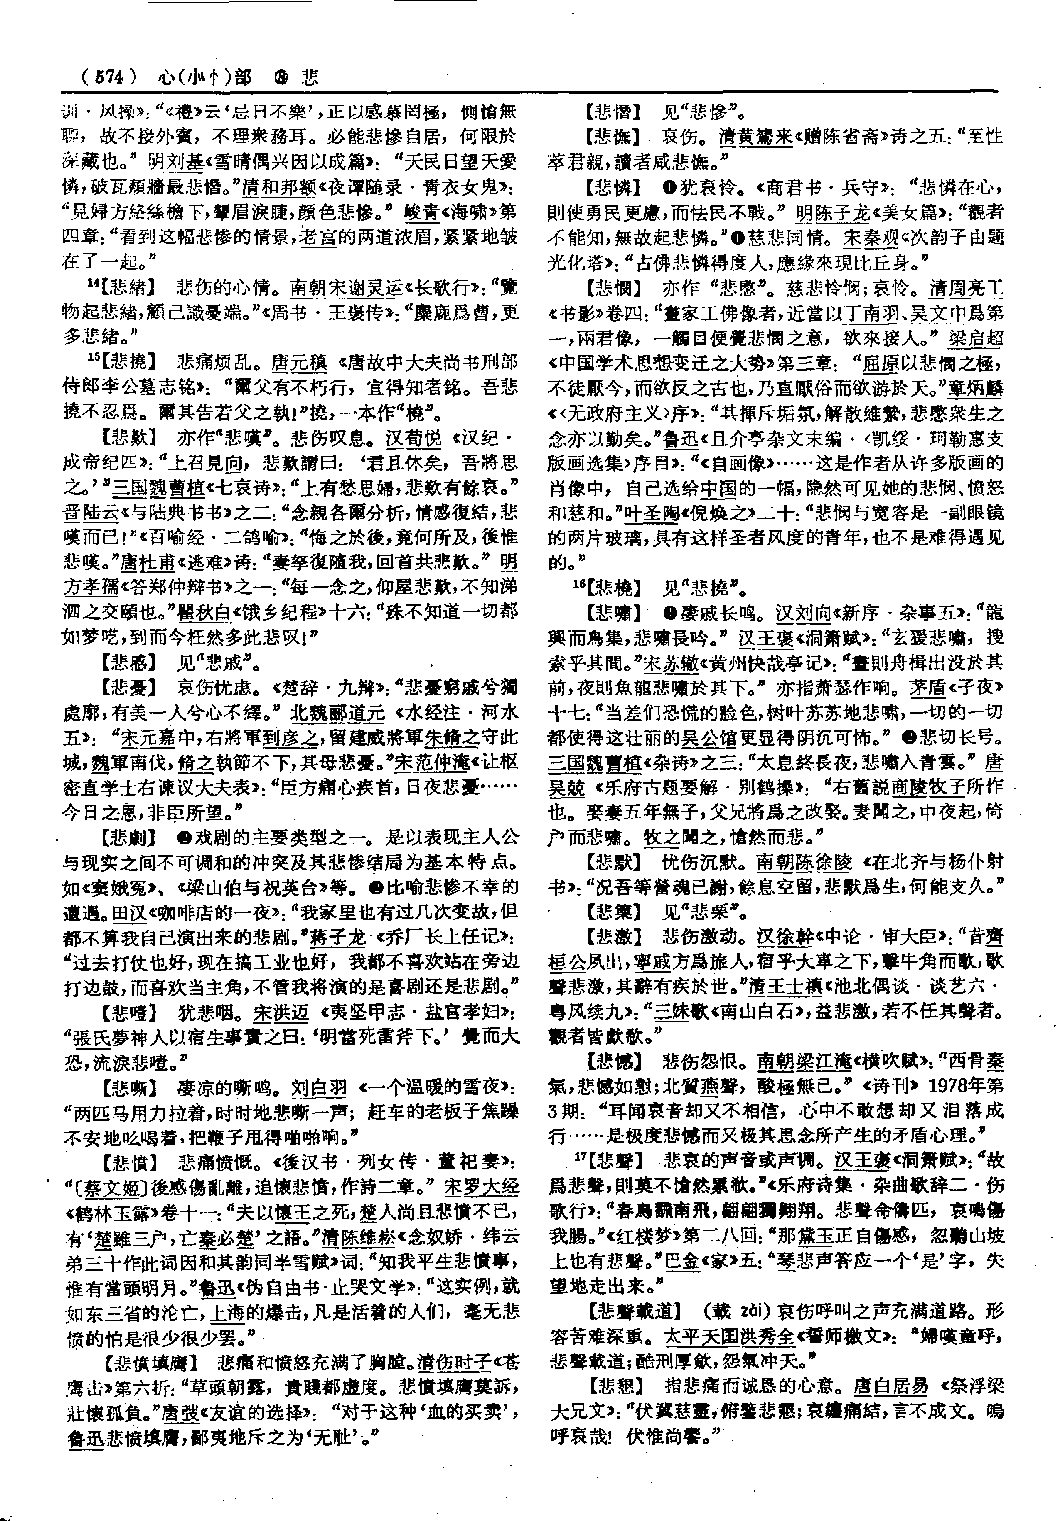 (574) 心(小忄)部 ⑧ 悲
训·风操》：“《禮》云‘忌日不樂’，正以感慕罔極，惻愴無
聊，故不接外賓，不理衆務耳。必能悲慘自居，何限於
深藏也。”明刘基《雪晴偶兴因以成篇》：“天民日望天愛
憐，破瓦頹牆最悲慘。”清和邦额《夜谭随录·霄衣女鬼》：
“見婦方络絲檐下，顰眉淚睫，顏色悲慘。”峻青《海啸》第
四章：“看到这幅悲惨的情景，老宫的两道浓眉，紧紧地皱
在了一起。”
¹⁴【悲緒】 悲伤的心情。南朝宋谢灵运《长歌行》：“覽
物起悲緒，顧己識憂端。”《周书·王褒传》：“麋鹿爲曹，更
多悲緒。”
¹⁵【悲撓】 悲痛烦乱。唐元稹《唐故中大夫尚书刑部
侍郎李公墓志铭》：“爾父有不朽行，宜得知者銘。吾悲
撓不忍爲。爾其告若父之執！”撓，一本作“橈”。
【悲歎】 亦作“悲嘆”。悲伤叹息。汉荀悦《汉纪·
成帝纪四》：“上召見向，悲歎謂曰：‘君且休矣，吾將思
之。’”三国魏曹植《七哀诗》：“上有愁思婦，悲歎有餘哀。”
晋陆云《与陆典书书》之二：“念親各爾分析，情感復結，悲
嘆而已！”《百喻经·二鸽喻》：“悔之於後，竟何所及，後惟
悲嘆。”唐杜甫《逃难》诗：“妻孥復隨我，回首共悲歎。”明
方孝孺《答郑仲辩书》之一：“每一念之，仰屋悲歎，不知涕
泗之交頤也。”瞿秋白《饿乡纪程》十六：“殊不知道一切都
如梦呓，到而今枉然多此悲叹！”
【悲慼】 见“悲戚”。
【悲憂】 哀伤忧虑。《楚辞·九辩》：“悲憂窮戚兮獨
處廓，有美一人兮心不繹。”北魏郦道元《水经注·河水
五》：“宋元嘉中，右將軍到彦之，留建威將軍朱脩之守此
城，魏軍南伐，脩之執節不下，其母悲憂。”宋范仲淹《让枢
密直学士右谏议大夫表》：“臣方痛心疾首，日夜悲憂……
今日之恩，非臣所望。”
【悲劇】 ❶戏剧的主要类型之一。是以表现主人公
与现实之间不可调和的冲突及其悲惨结局为基本特点。
如《窦娥冤》、《梁山伯与祝英台》等。❷比喻悲惨不幸的
遭遇。田汉《咖啡店的一夜》：“我家里也有过几次变故，但
都不算我自己演出来的悲剧。”蒋子龙《乔厂长上任记》：
“过去打仗也好，现在搞工业也好，我都不喜欢站在旁边
打边鼓，而喜欢当主角，不管我将演的是喜剧还是悲剧。”
【悲噎】 犹悲咽。宋洪迈《夷坚甲志·盐官孝妇》：
“張氏夢神人以宿生事責之曰：‘明當死雷斧下。’覺而大
恐，流淚悲噎。”
【悲嘶】 凄凉的嘶鸣。刘白羽《一个温暖的雪夜》：
“两匹马用力拉着，时时地悲嘶一声；赶车的老板子焦躁
不安地吆喝着，把鞭子甩得啪啪响。”
【悲憤】 悲痛愤慨。《後汉书·列女传·董祀妻》：
“〔蔡文姬〕後感傷亂離，追懷悲憤，作詩二章。”宋罗大经
《鹤林玉露》卷十一：“夫以懷王之死，楚人尚且悲憤不已，
有‘楚雖三户，亡秦必楚’之語。”清陈维崧《念奴娇·纬云
弟三十作此词因和其韵同半雪赋》词：“知我平生悲憤事，
惟有當頭明月。”鲁迅《伪自由书·止哭文学》：“这实例，就
如东三省的沦亡，上海的爆击，凡是活着的人们，毫无悲
愤的怕是很少很少罢。”
【悲憤填膺】 悲痛和愤怒充满了胸膛。清伤时子《苍
鹰击》第六折：“草頭朝露，貴賤都虚度。悲憤填膺莫訴，
壯懷孤負。”唐弢《友谊的选择》：“对于这种‘血的买卖’，
鲁迅悲愤填膺，鄙夷地斥之为‘无耻’。”
【悲憯】 见“悲慘”。
【悲憮】 哀伤。清黄鷟来《赠陈省斋》诗之五：“至性
萃君親，讀者咸悲憮。”
【悲憐】 ❶犹哀怜。《商君书·兵守》：“悲憐在心，
則使勇民更慮，而怯民不戰。”明陈子龙《美女篇》：“觀者
不能知，無故起悲憐。”❷慈悲同情。宋秦观《次韵子由题
光化塔》：“古佛悲憐得度人，應緣來現比丘身。”
【悲憫】 亦作“悲愍”。慈悲怜悯；哀怜。清周亮工
《书影》卷四：“畫家工佛象者，近當以丁南羽、吴文中爲第
一，兩君像，一觸目便覺悲憫之意，欲來接人。”梁启超
《中国学术思想变迁之大势》第三章：“屈原以悲憫之極，
不徒厭今，而欲反之古也，乃直厭俗而欲游於天。”章炳麟
《〈无政府主义〉序》：“其揮斥垢氛，解散維縶，悲愍衆生之
念亦以勤矣。”鲁迅《且介亭杂文末编·〈凯绥·珂勒惠支
版画选集〉序目》：“《自画像》……这是作者从许多版画的
肖像中，自己选给中国的一幅，隐然可见她的悲悯、愤怒
和慈和。”叶圣陶《倪焕之》二十：“悲悯与宽容是一副眼镜
的两片玻璃，具有这样圣者风度的青年，也不是难得遇见
的。”
¹⁶【悲橈】 见“悲撓”。
【悲嘯】 ❶凄戚长鸣。汉刘向《新序·杂事五》：“龍
興而鳥集，悲嘯長吟。”汉王褒《洞箫赋》：“玄猨悲嘯，搜
索乎其間。”宋苏辙《黄州快哉亭记》：“晝則舟楫出没於其
前，夜則魚龍悲嘯於其下。”亦指萧瑟作响。茅盾《子夜》
十七：“当差们恐慌的脸色，树叶苏苏地悲啸，一切的一切
都使得这壮丽的吴公馆更显得阴沉可怖。”❷悲切长号。
三国魏曹植《杂诗》之三：“太息終長夜，悲嘯入青雲。”唐
吴兢《乐府古题要解·别鹤操》：“右舊説商陵牧子所作
也。娶妻五年無子，父兄將爲之改娶。妻聞之，中夜起，倚
户而悲嘯。牧之聞之，愴然而悲。”
【悲默】 忧伤沉默。南朝陈徐陵《在北齐与杨仆射
书》：“况吾等營魂已謝，餘息空留，悲默爲生，何能支久。”
【悲篥】 见“悲栗”。
【悲激】 悲伤激动。汉徐幹《中论·审大臣》：“昔齊
桓公夙出，甯戚方爲旅人，宿乎大車之下，擊牛角而歌，歌
聲悲激，其辭有疾於世。”清王士禛《池北偶谈·谈艺六·
粤风续九》：“三妹歌《南山白石》，益悲激，若不任其聲者。
觀者皆歔欷。”
【悲憾】 悲伤怨恨。南朝梁江淹《横吹赋》：“西骨秦
氣，悲憾如懟；北質燕聲，酸極無已。”《诗刊》1978年第
3期：“耳闻哀音却又不相信，心中不敢想却又泪落成
行……是极度悲憾而又极其思念所产生的矛盾心理。”
¹⁷【悲聲】 悲哀的声音或声调。汉王褒《洞箫赋》：“故
爲悲聲，則莫不愴然累欷。”《乐府诗集·杂曲歌辞二·伤
歌行》：“春鳥飜南飛，翩翩獨翱翔。悲聲命儔匹，哀鳴傷
我腸。”《红楼梦》第二八回：“那黛玉正自傷感，忽聽山坡
上也有悲聲。”巴金《家》五：“琴悲声答应一个‘是’字，失
望地走出来。”
【悲聲載道】 (載 zài) 哀伤呼叫之声充满道路。形
容苦难深重。太平天囯洪秀全《誓师檄文》：“婦嘆童呼，
悲聲載道；酷刑厚斂，怨氣冲天。”
【悲懇】 指悲痛而诚恳的心意。唐白居易《祭浮梁
大兄文》：“伏冀慈靈，俯鑒悲懇；哀纏痛結，言不成文。嗚
呼哀哉！伏惟尚饗。”